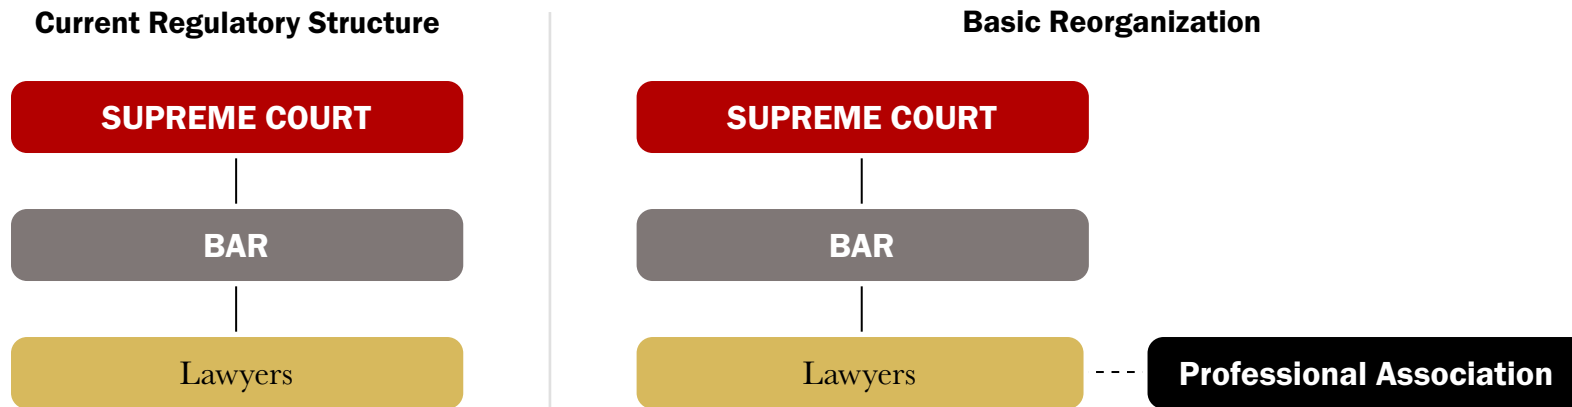 Current Regulatory Structure
SUPREME COURT
BAR
Lawyers
Basic Reorganization
SUPREME COURT
BAR
Lawyers
Professional Association